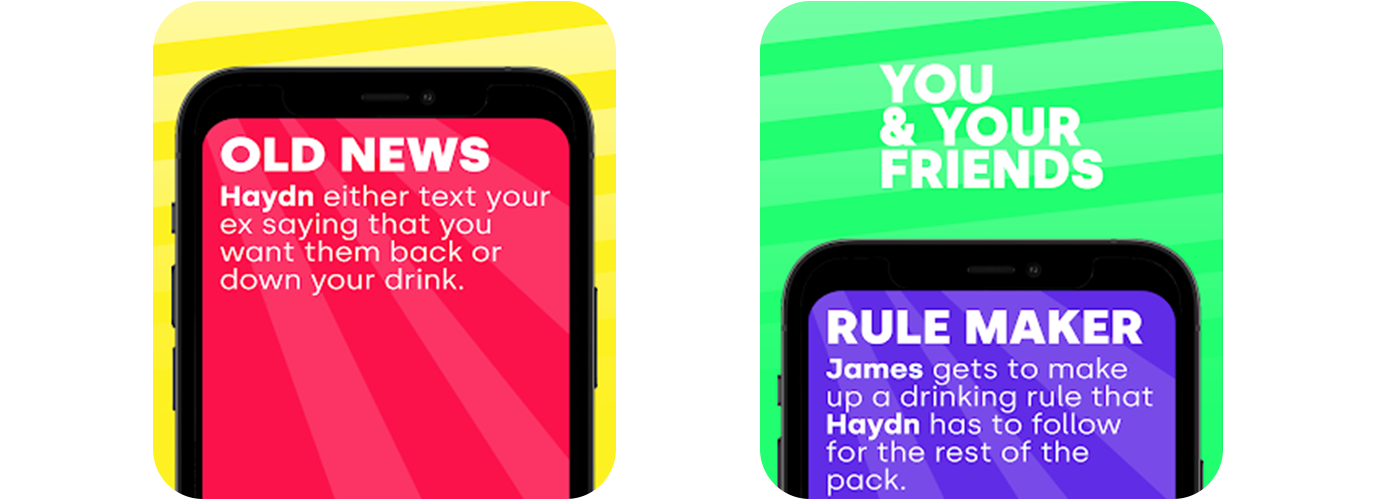 OLD NEWS
Haydn either text your
ex saying that you
want them back or
down your drink.
YOU
& YOUR
FRIENDS
RULE MAKER
James gets to make
up a drinking rule that
Haydn has to follow
for the rest of the
pack.